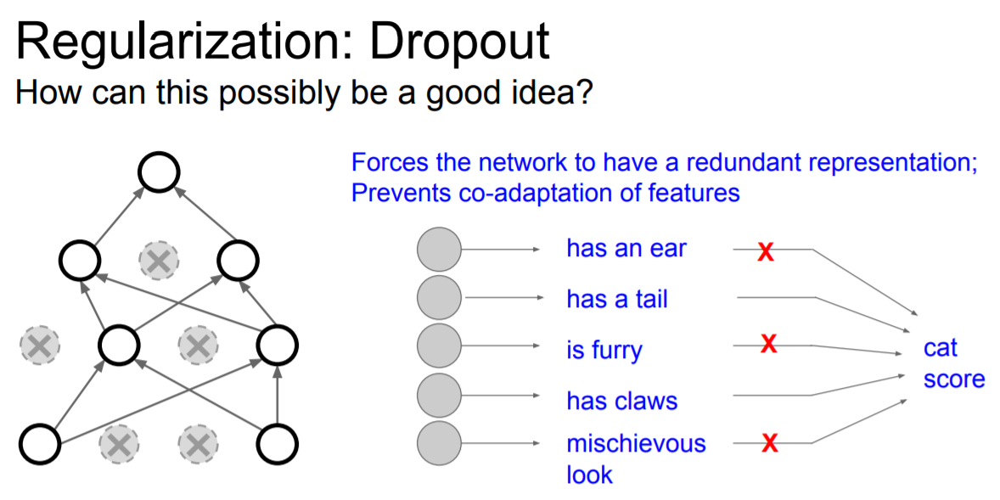 Regularization: Dropout
How can this possibly be a good idea?
Forces the network to have a redundant representation;
Prevents co-adaptation of features
has an ear
X
has a tail
is furry
X
has claws
mischievous
look
X
cat
score